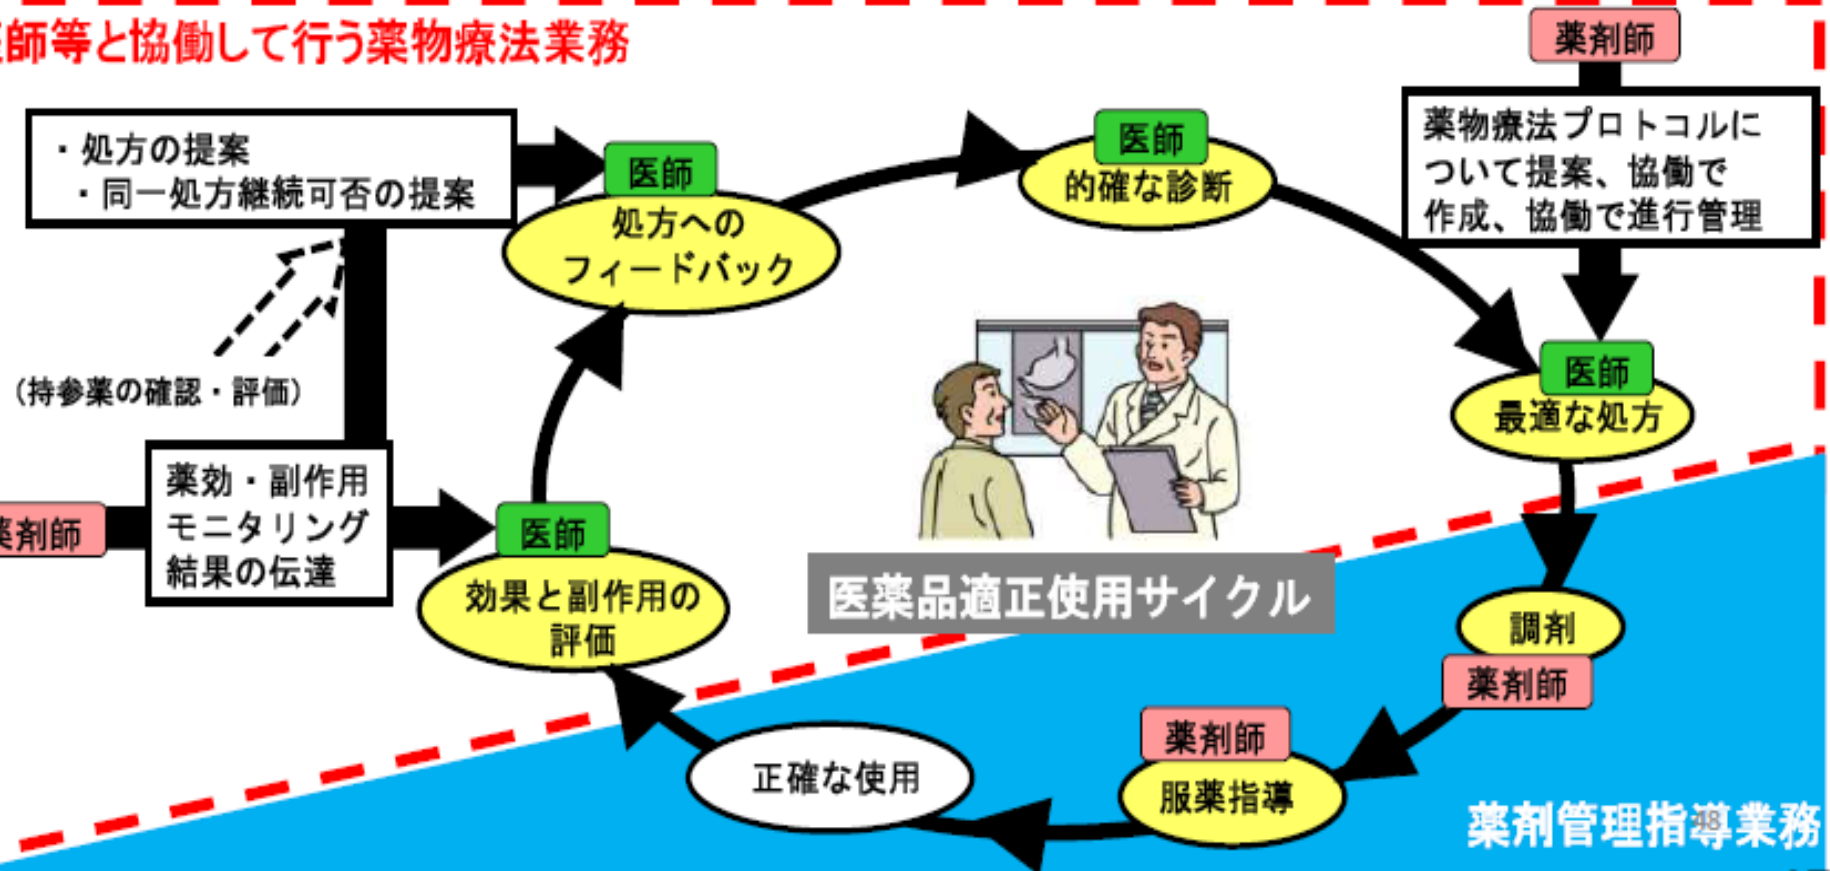 師等と協働して行う薬物療法業務
薬剤師
薬物療法プロトコルに
ついて提案、協働で
作成、協働で進行管理
・処方の提案
・同一処方継続可否の提案
医師
処方への
フィードバック
医師
的確な診断
医師
最適な処方
(持参薬の確認・評価)
薬剤師
薬効・副作用
モニタリング
結果の伝達
医師
効果と副作用の
評価
医薬品適正使用サイクル
調剤
薬剤師
薬剤師
服薬指導
正確な使用
薬剤管理指導業務
48